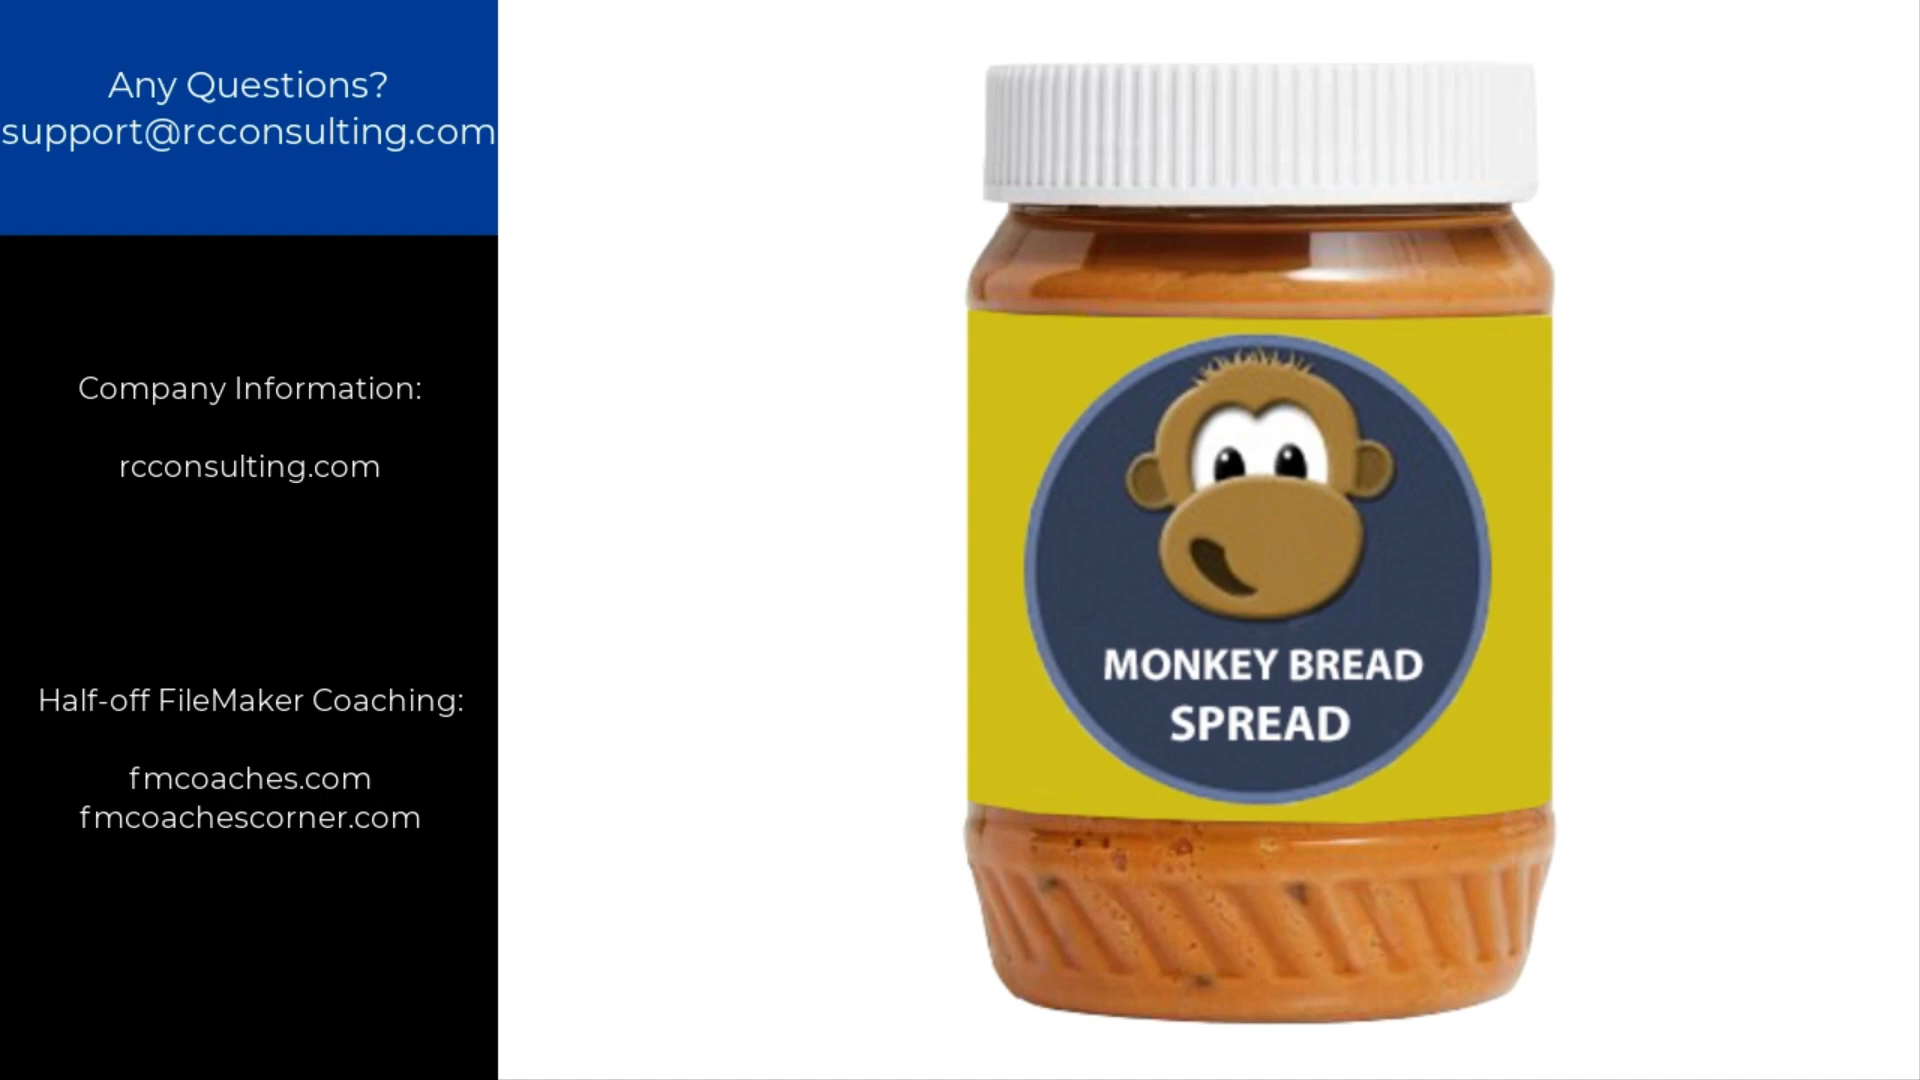 Any Questions?
support@rcconsulting.com
Company Information:
rcconsulting.com
Half-off FileMaker Coaching:
fmcoaches.com
fmcoachescorner.com
MONKEY BREAD
SPREAD